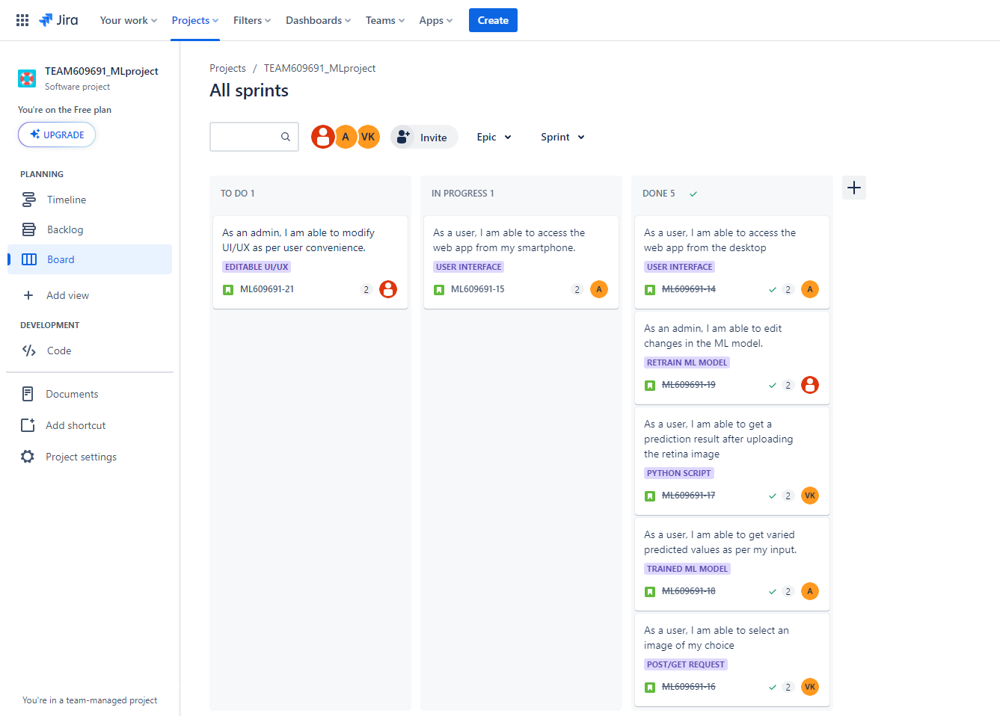 Jira
Your work
Projects
Filters
Dashboards
Teams
Apps
Create
TEAM609691_MLproject
Software project
You're on the Free plan
UPGRADE
PLANNING
Timeline
Backlog
Board
Add view
DEVELOPMENT
Code
Documents
Add shortcut
Project settings
You're in a team-managed project
Projects / TEAM609691_MLproject
All sprints
A
VK
Invite
Epic
Sprint
TO DO 1
As an admin, I am able to modify
UI/UX as per user convenience.
EDITABLE UI/UX
ML609691-21 2
IN PROGRESS 1
As a user, I am able to access the
web app from my smartphone.
USER INTERFACE
ML609691-15 2 A
DONE 5
As a user, I am able to access the
web app from the desktop
USER INTERFACE
ML609691-14 2 A
As an admin, I am able to edit
changes in the ML model.
RETRAIN ML MODEL
ML609691-19 2
As a user, I am able to get a
prediction result after uploading
the retina image
PYTHON SCRIPT
ML609691-17 2 VK
As a user, I am able to get varied
predicted values as per my input.
TRAINED ML MODEL
ML609691-18 2 A
As a user, I am able to select an
image of my choice
POST/GET REQUEST
ML609691-16 2 VK